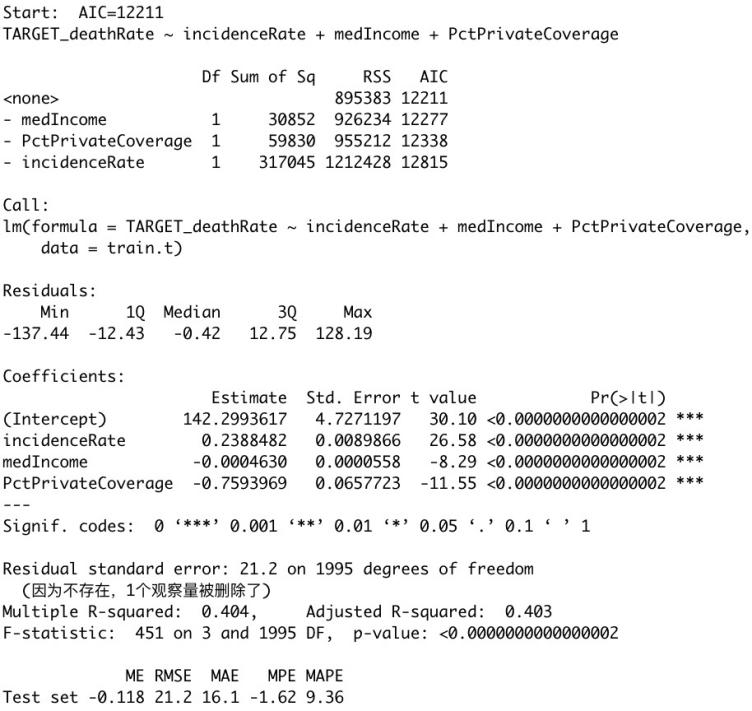 Start:  AIC=12211
TARGET_deathRate ~ incidenceRate + medIncome + PctPrivateCoverage

                     Df Sum of Sq     RSS   AIC
<none>                             895383 12211
- medIncome           1     30852  926234 12277
- PctPrivateCoverage  1     59830  955212 12338
- incidenceRate       1    317045 1212428 12815

Call:
lm(formula = TARGET_deathRate ~ incidenceRate + medIncome + PctPrivateCoverage,
    data = train.t)

Residuals:
    Min      1Q  Median      3Q     Max
-137.44  -12.43   -0.42   12.75  128.19

Coefficients:
                      Estimate  Std. Error t value            Pr(>|t|)
(Intercept)        142.2993617   4.7271197   30.10 <0.0000000000000002 ***
incidenceRate        0.2388482   0.0089866   26.58 <0.0000000000000002 ***
medIncome           -0.0004630   0.0000558   -8.29 <0.0000000000000002 ***
PctPrivateCoverage  -0.7593969   0.0657723  -11.55 <0.0000000000000002 ***
---
Signif. codes:  0 ‘***’ 0.001 ‘**’ 0.01 ‘*’ 0.05 ‘.’ 0.1 ‘ ’ 1

Residual standard error: 21.2 on 1995 degrees of freedom
  (因为不存在，1个观察量被删除了)
Multiple R-squared:  0.404,	Adjusted R-squared:  0.403
F-statistic:  451 on 3 and 1995 DF,  p-value: <0.0000000000000002

             ME RMSE  MAE   MPE MAPE
Test set -0.118 21.2 16.1 -1.62 9.36